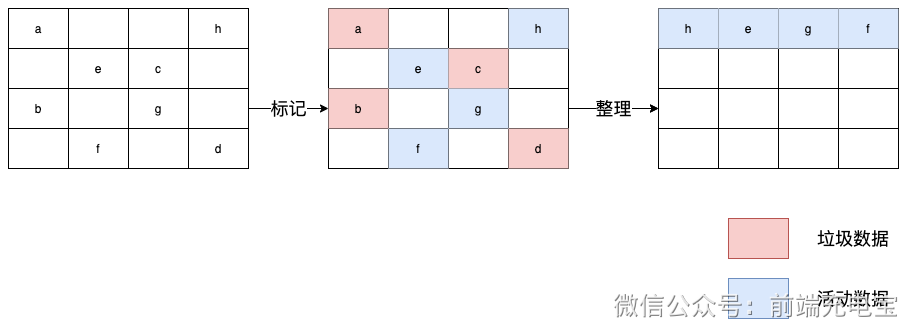 a h a h h e g f
e c e c
b g 标记 b g 整理
f d f d
垃圾数据
活动数据
微信公众号：前端充电宝